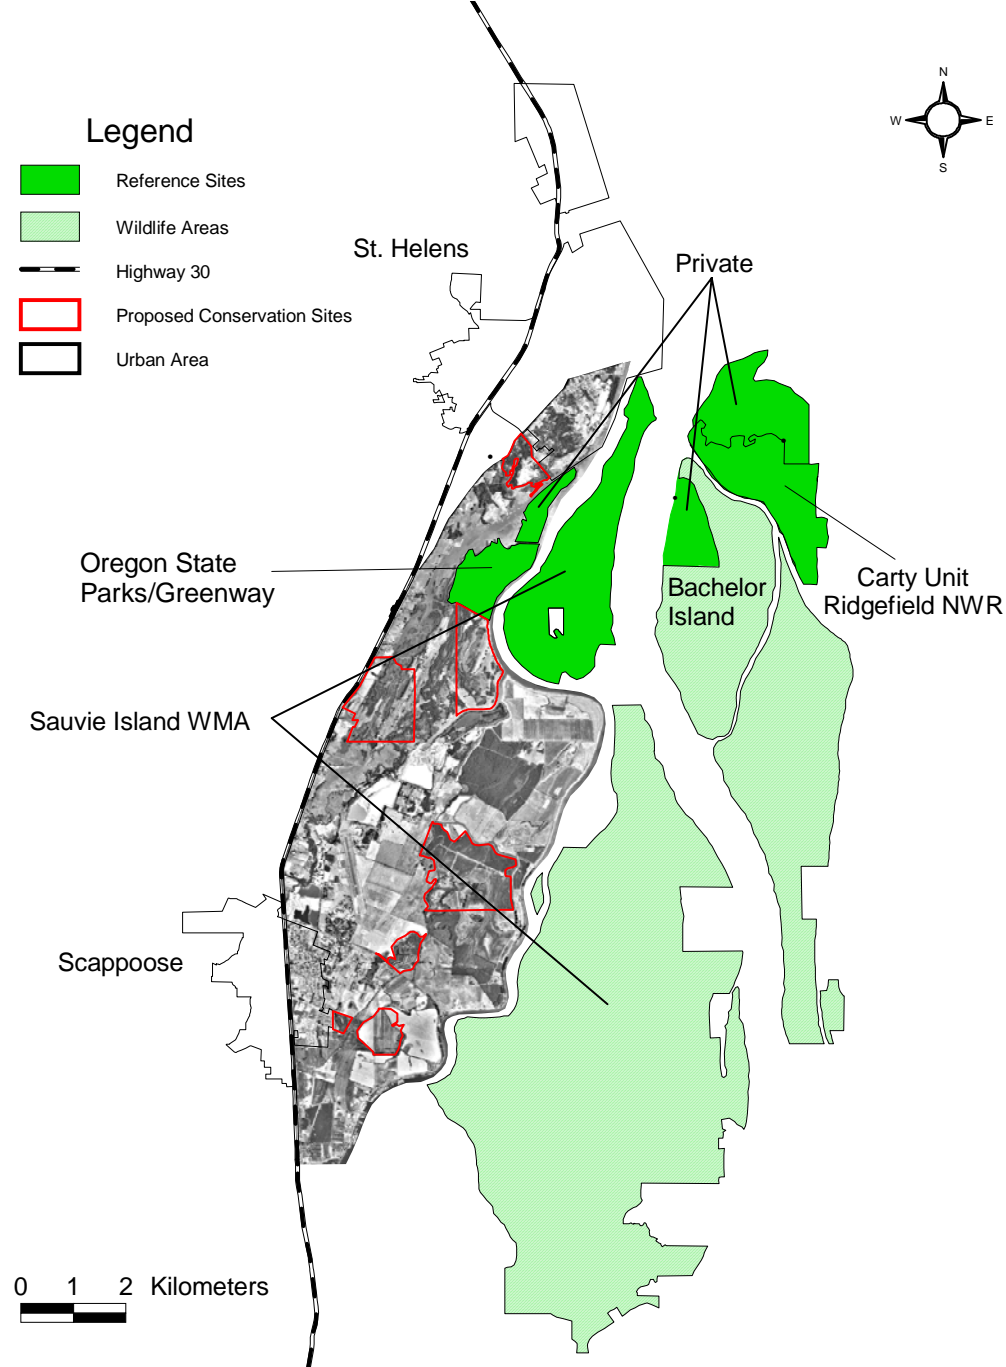 N
W
E
S
Legend
Reference Sites
Wildlife Areas
Highway 30
Proposed Conservation Sites
Urban Area
St. Helens
Private
Oregon State
Parks/Greenway
Bachelor
Island
Carty Unit
Ridgefield NWR
Sauvie Island WMA
Scappoose
0 1 2 Kilometers